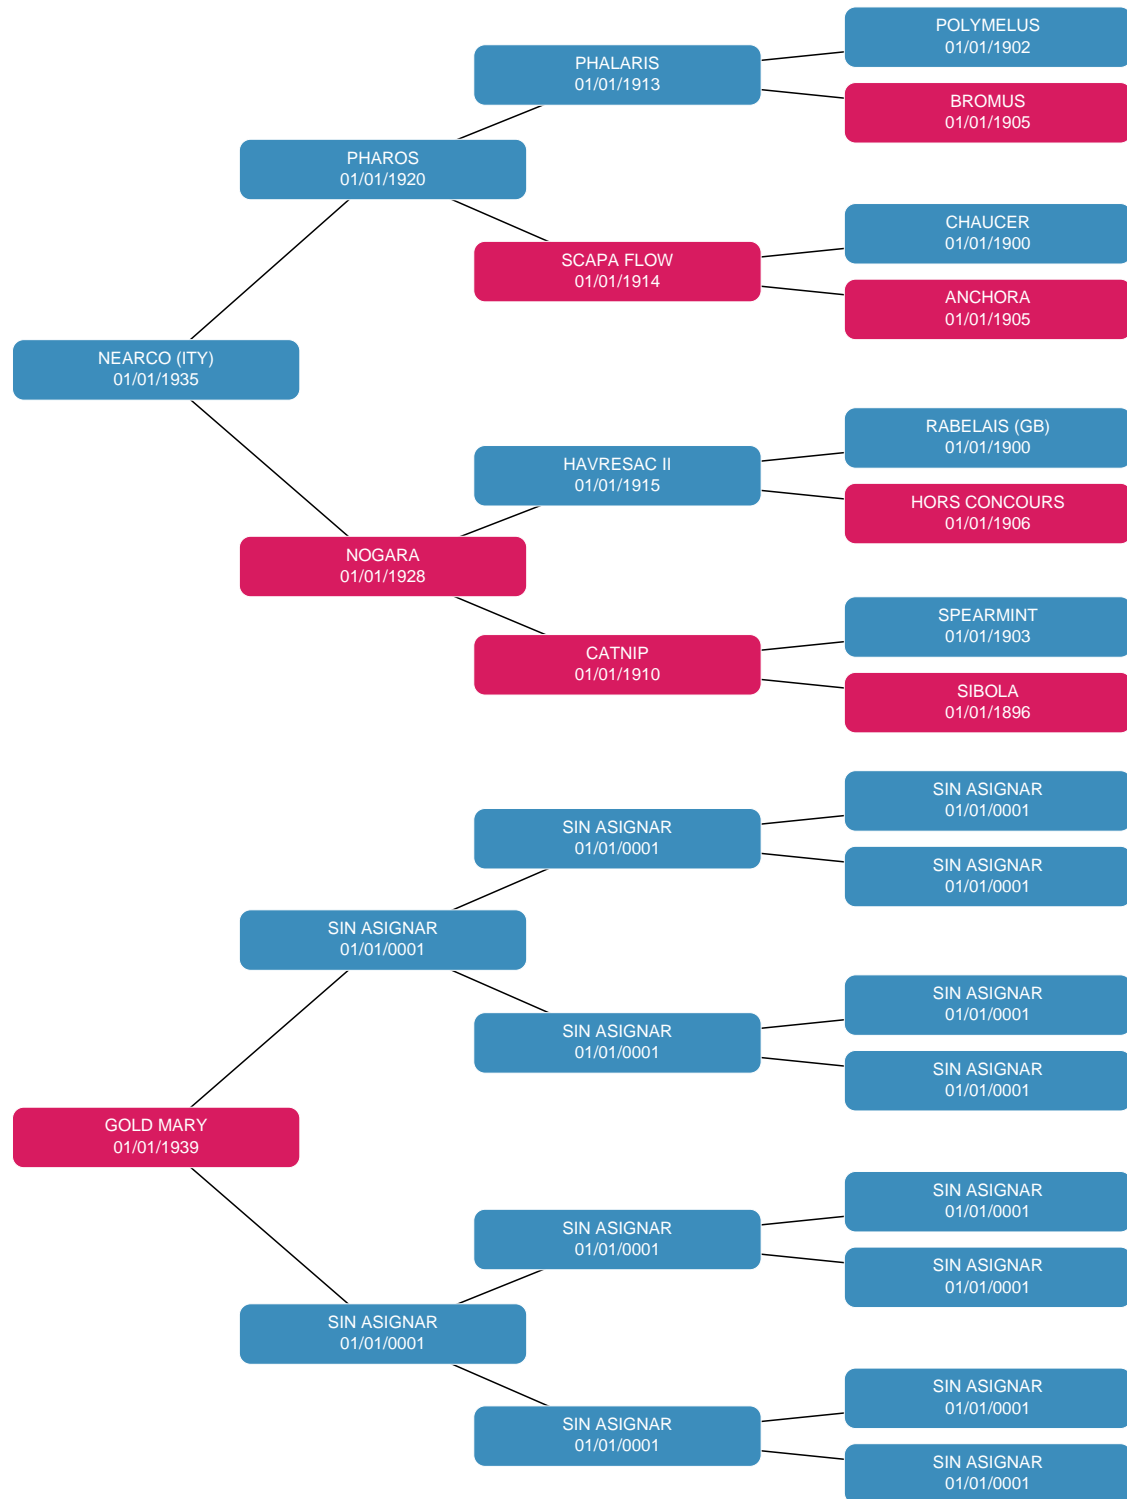 POLYMELUS
01/01/1902
PHALARIS
01/01/1913
BROMUS
01/01/1905
PHAROS
01/01/1920
CHAUCER
01/01/1900
SCAPA FLOW
01/01/1914
ANCHORA
01/01/1905
NEARCO (ITY)
01/01/1935
RABELAIS (GB)
01/01/1900
HAVRESAC II
01/01/1915
HORS CONCOURS
01/01/1906
NOGARA
01/01/1928
SPEARMINT
01/01/1903
CATNIP
01/01/1910
SIBOLA
01/01/1896
SIN ASIGNAR
01/01/0001
SIN ASIGNAR
01/01/0001
SIN ASIGNAR
01/01/0001
SIN ASIGNAR
01/01/0001
SIN ASIGNAR
01/01/0001
SIN ASIGNAR
01/01/0001
SIN ASIGNAR
01/01/0001
GOLD MARY
01/01/1939
SIN ASIGNAR
01/01/0001
SIN ASIGNAR
01/01/0001
SIN ASIGNAR
01/01/0001
SIN ASIGNAR
01/01/0001
SIN ASIGNAR
01/01/0001
SIN ASIGNAR
01/01/0001
SIN ASIGNAR
01/01/0001